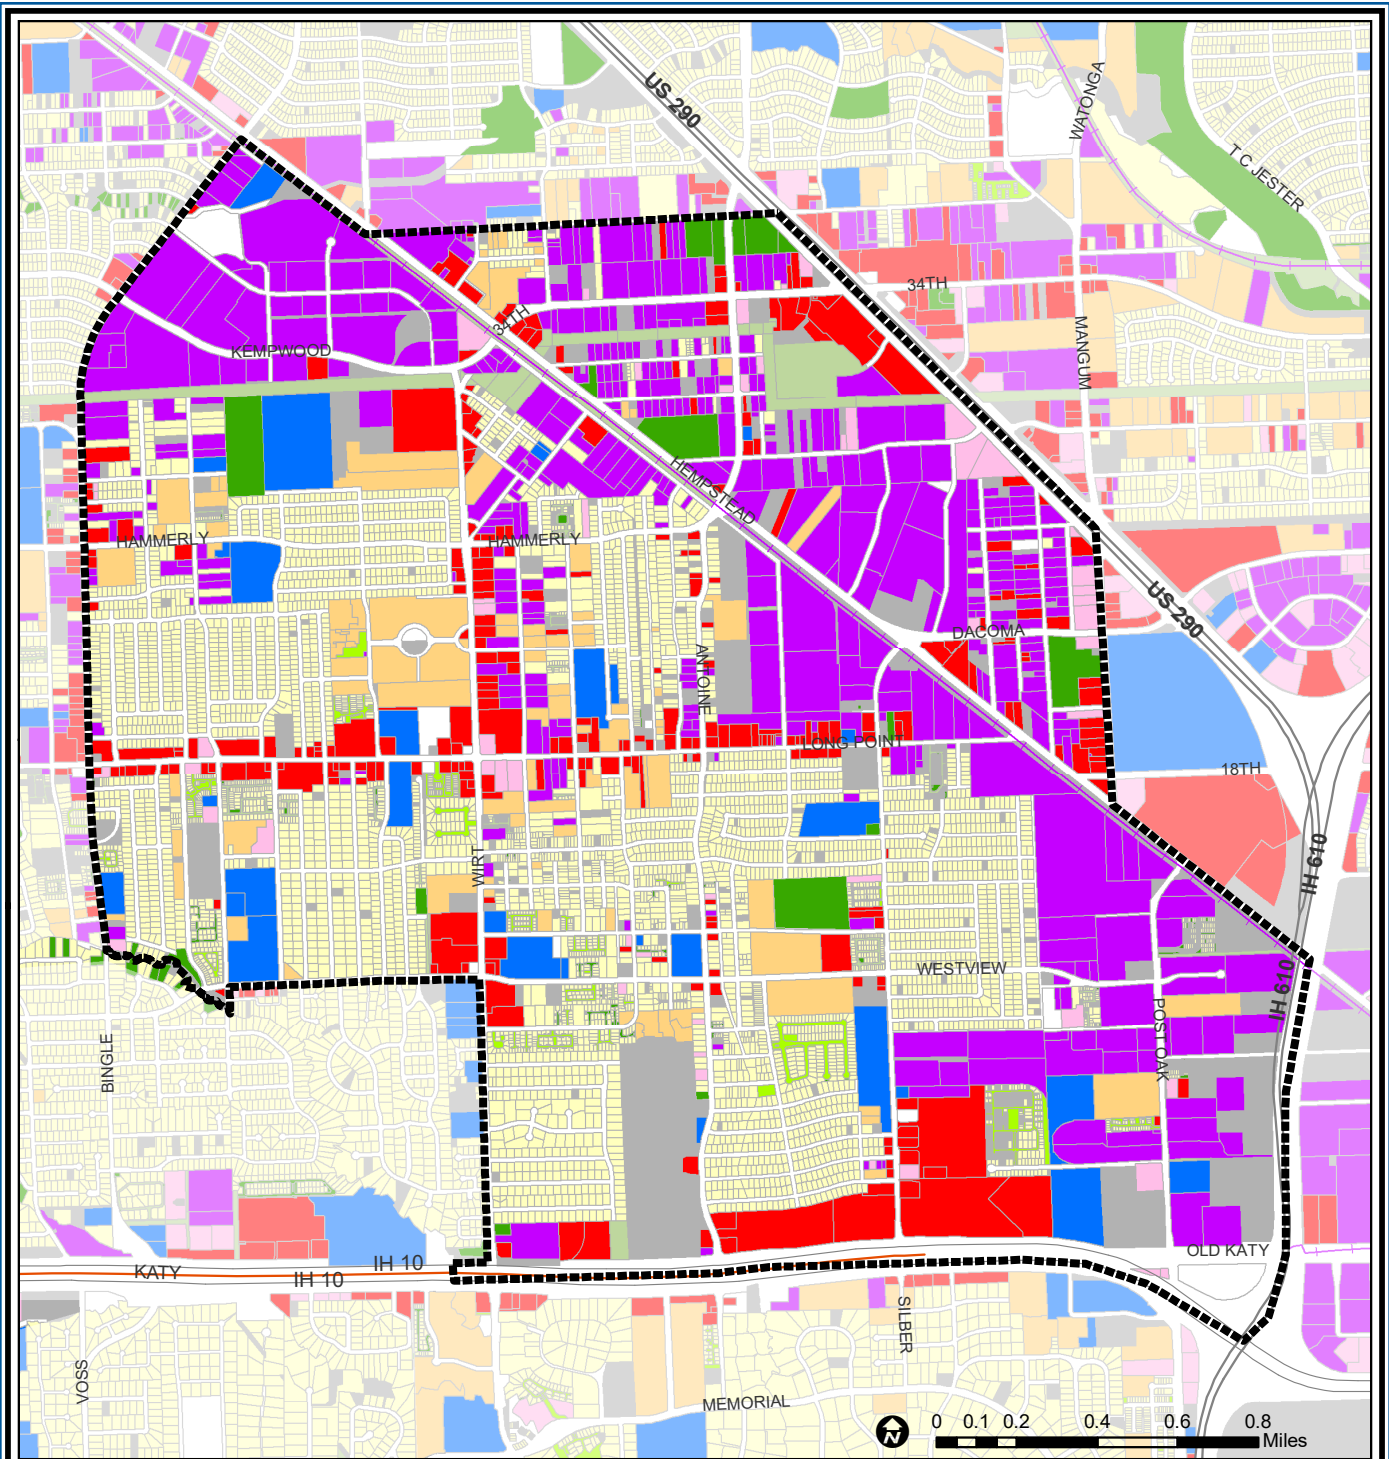 US 290
WATONGA
T C JESTER
34TH
34TH
MANGUM
KEMPWOOD
HEMPSTEAD
HAMMERLY
HAMMERLY
US 290
DACOMA
ANTOINE
LONG POINT
18TH
WIRT
IH 610
WESTVIEW
IH 610
POST OAK
BINGLE
OLD KATY
KATY
IH 10
IH 10
SILBER
VOSS
MEMORIAL
N
0 0.1 0.2 0.4 0.6 0.8
Miles